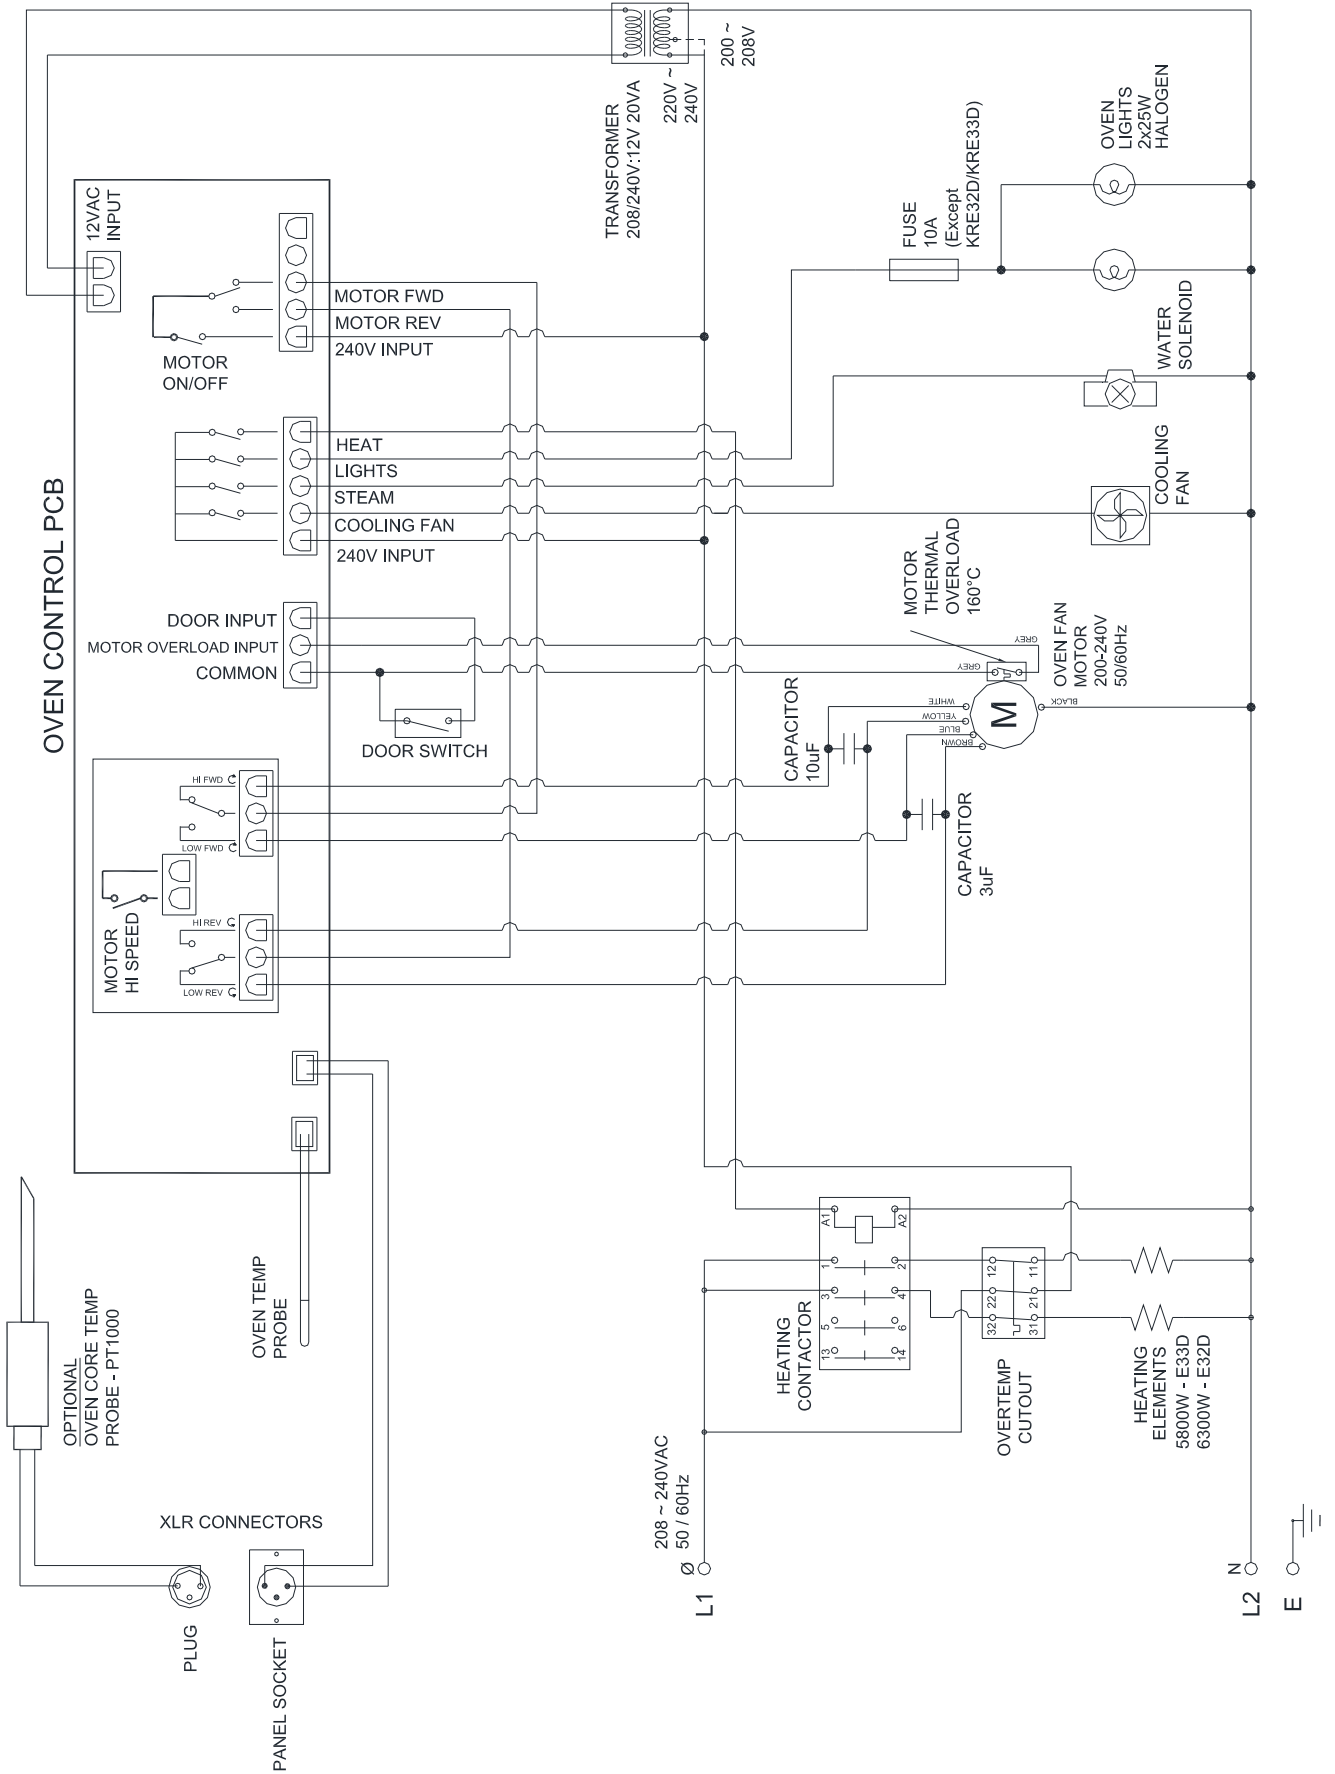 OVEN CONTROL PCB
12VAC
INPUT
MOTOR
ON/OFF
MOTOR FWD
MOTOR REV
240V INPUT
HEAT
LIGHTS
STEAM
COOLING FAN
240V INPUT
DOOR INPUT
MOTOR OVERLOAD INPUT
COMMON
DOOR SWITCH
HI FWD
LOW FWD
MOTOR
HI SPEED
HI REV
LOW REV
TRANSFORMER
208/240V:12V 20VA
220V ~
240V
200 ~
208V
FUSE
10A
(Except
KRE32D/KRE33D)
OVEN
LIGHTS
2x25W
HALOGEN
WATER
SOLENOID
COOLING
FAN
MOTOR
THERMAL
OVERLOAD
160°C
OVEN FAN
MOTOR
200-240V
50/60Hz
GREY
GREY
WHITE
YELLOW
BLUE
BROWN
BLACK
M
CAPACITOR
10uF
CAPACITOR
3uF
OPTIONAL
OVEN CORE TEMP
PROBE - PT1000
OVEN TEMP
PROBE
XLR CONNECTORS
PLUG
PANEL SOCKET
HEATING
CONTACTOR
A1
A2
1
2
3
4
5
6
13
14
OVERTEMP
CUTOUT
12
11
22
21
32
31
HEATING
ELEMENTS
5800W - E33D
6300W - E32D
208 ~ 240VAC
50 / 60Hz
Ø
L1
N
L2
E